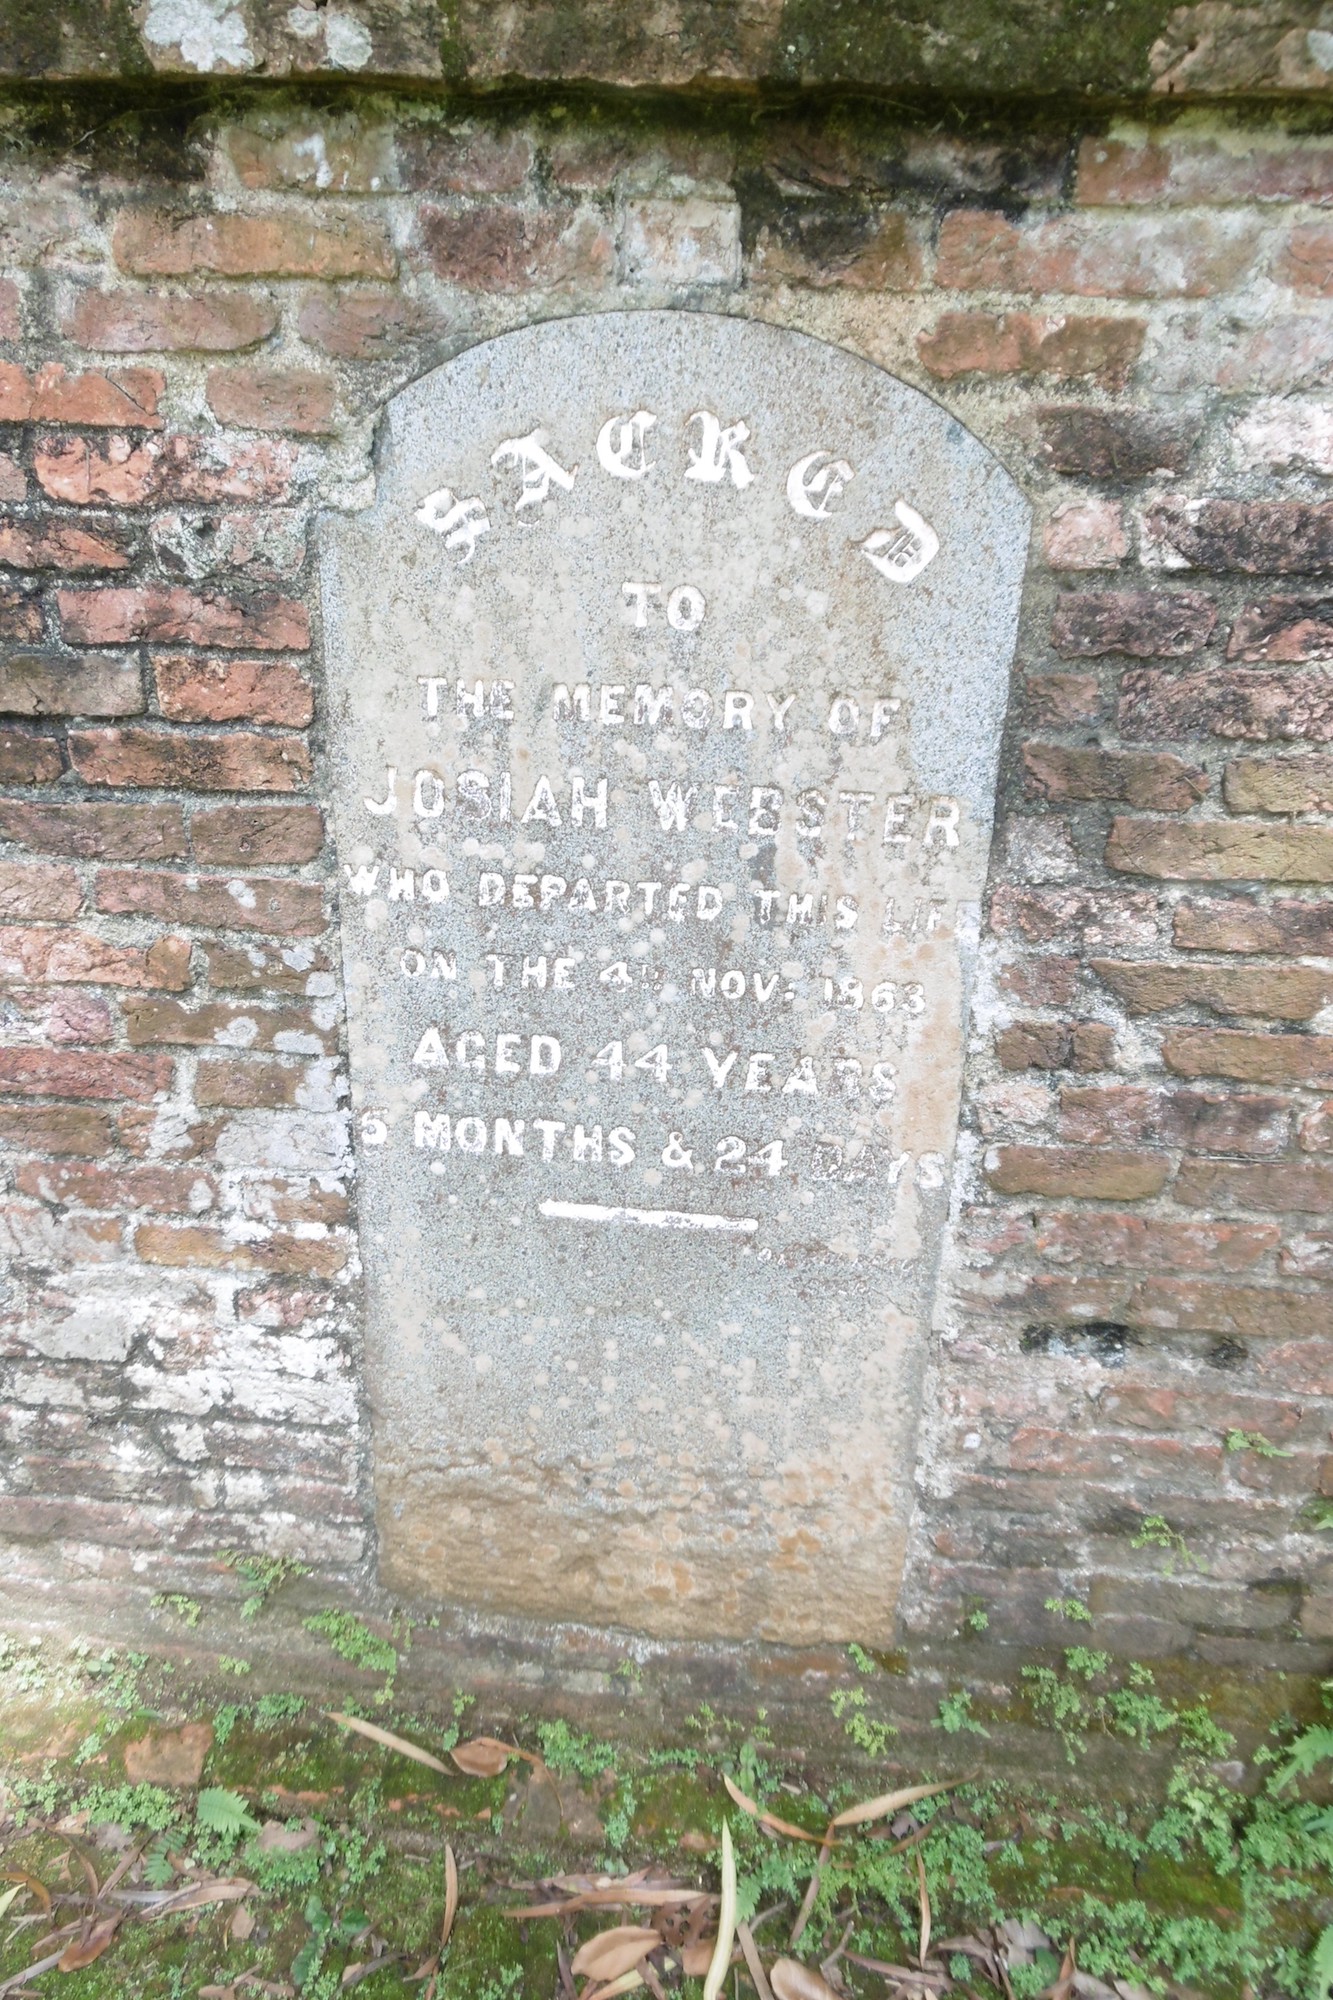 SACRED
TO
THE MEMORY OF
JOSIAH WEBSTER
WHO DEPARTED THIS LIFE
ON THE 4TH NOV: 1863
AGED 44 YEARS
5 MONTHS & 24 DAYS